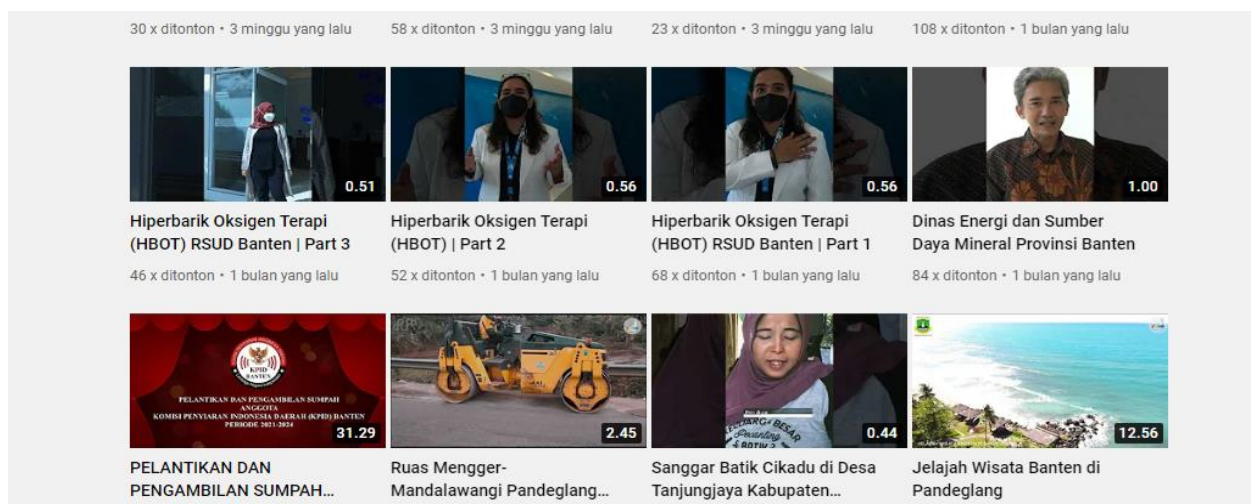 30 x ditonton • 3 minggu yang lalu
58 x ditonton • 3 minggu yang lalu
23 x ditonton • 3 minggu yang lalu
108 x ditonton • 1 bulan yang lalu
0.51
0.56
0.56
1.00
Hiperbarik Oksigen Terapi
(HBOT) RSUD Banten | Part 3
46 x ditonton • 1 bulan yang lalu
Hiperbarik Oksigen Terapi
(HBOT) | Part 2
52 x ditonton • 1 bulan yang lalu
Hiperbarik Oksigen Terapi
(HBOT) RSUD Banten | Part 1
68 x ditonton • 1 bulan yang lalu
Dinas Energi dan Sumber
Daya Mineral Provinsi Banten
84 x ditonton • 1 bulan yang lalu
KPID
BANTEN
PELANTIKAN DAN PENGAMBILAN SUMPAH
ANGGOTA
KOMISI PENYIARAN INDONESIA DAERAH (KPID) BANTEN
PERIODE 2021-2024
31.29
2.45
BESAR
0.44
12.56
PELANTIKAN DAN
PENGAMBILAN SUMPAH...
Ruas Mengger-
Mandalawangi Pandeglang...
Sanggar Batik Cikadu di Desa
Tanjungjaya Kabupaten...
Jelajah Wisata Banten di
Pandeglang